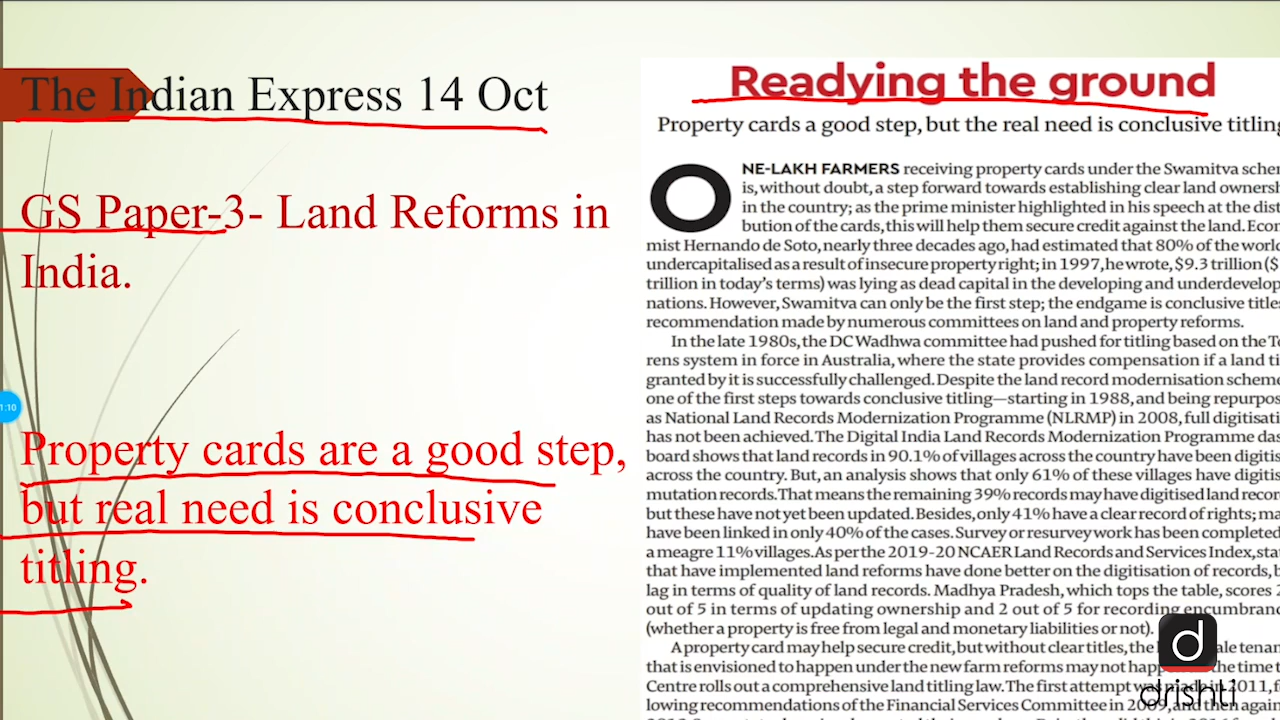 The Indian Express 14 Oct
GS Paper-3- Land Reforms in
India.
Property cards are a good step,
but real need is conclusive
titling.
1:10
Readying the ground
Property cards a good step, but the real need is conclusive titling
ONE-LAKH FARMERS receiving property cards under the Swamitva
is, without doubt, a step forward towards establishing clear land
in the country; as the prime minister highlighted in his speech at the
bution of the cards, this will help them secure credit against the land.
mist Hernando de Soto, nearly three decades ago, had estimated that 80% of the
undercapitalised as a result of insecure property right; in 1997, he wrote, $9.3 trillion ($
trillion in today's terms) was lying as dead capital in the developing and
nations. However, Swamitva can only be the first step; the endgame is conclusive
recommendation made by numerous committees on land and property reforms.
In the late 1980s, the DC Wadhwa committee had pushed for titling based on the
rens system in force in Australia, where the state provides compensation if a land
granted by it is successfully challenged. Despite the land record modernisation
one of the first steps towards conclusive titling—starting in 1988, and being
as National Land Records Modernization Programme (NLRMP) in 2008, full
has not been achieved. The Digital India Land Records Modernization Programme
board shows that land records in 90.1% of villages across the country have been
across the country. But, an analysis shows that only 61% of these villages have
mutation records. That means the remaining 39% records may have digitised land
but these have not yet been updated. Besides, only 41% have a clear record of rights;
have been linked in only 40% of the cases. Survey or resurvey work has been completed
a meagre 11% villages. As per the 2019-20 NCAER Land Records and Services Index,
that have implemented land reforms have done better on the digitisation of records,
lag in terms of quality of land records. Madhya Pradesh, which tops the table, scores 2
out of 5 in terms of updating ownership and 2 out of 5 for recording
(whether a property is free from legal and monetary liabilities or not).
A property card may help secure credit, but without clear titles,
that is envisioned to happen under the new farm reforms may not the time
Centre rolls out a comprehensive land titling law. The first attempt 2011,
lowing recommendations of the Financial Services Committee in and then
d
drishti